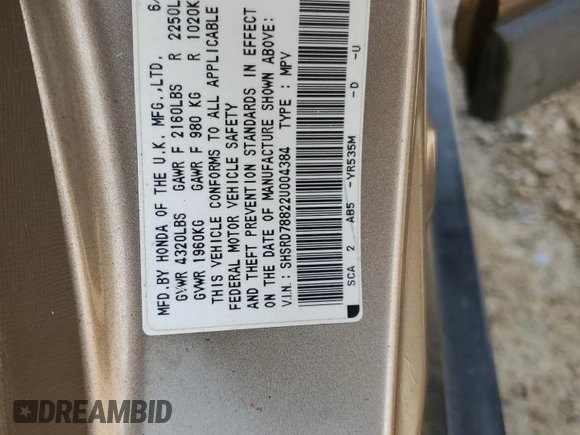 MFD.BY HONDA OF THE U.K. MFG.,LTD. 6/
GVWR 4320LBS GAWR F 2160LBS R 2250L
GVWR 1960KG GAWR F 980 KG R 1020K
THIS VEHICLE CONFORMS TO ALL APPLICABLE
FEDERAL MOTOR VEHICLE SAFETY
AND THEFT PREVENTION STANDARDS IN EFFECT
ON THE DATE OF MANUFACTURE SHOWN ABOVE:
V.I.N.: SHSRD78822U004384 TYPE: MPV
SCA 2 AB5 -YR535M -D -U
DREAMBID